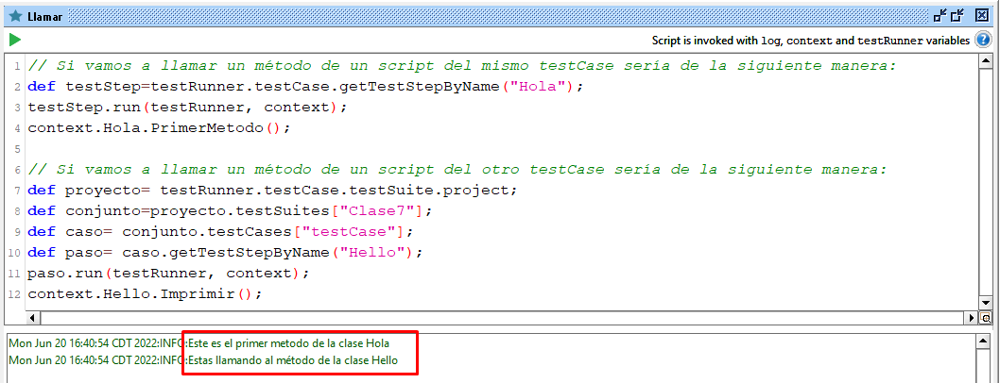 Llamar
Script is invoked with log, context and testRunner variables
1 // Si vamos a llamar un método de un script del mismo testCase sería de la siguiente manera:
2 def testStep=testRunner.testCase.getTestStepByName("Hola");
3 testStep.run(testRunner, context);
4 context.Hola.PrimerMetodo();
5
6 // Si vamos a llamar un método de un script del otro testCase sería de la siguiente manera:
7 def proyecto= testRunner.testCase.testSuite.project;
8 def conjunto=proyecto.testSuites["Clase7"];
9 def caso= conjunto.testCases["testCase"];
10 def paso= caso.getTestStepByName("Hello");
11 paso.run(testRunner, context);
12 context.Hello.Imprimir();
Mon Jun 20 16:40:54 CDT 2022:INFO:Este es el primer metodo de la clase Hola
Mon Jun 20 16:40:54 CDT 2022:INFO:Estas llamando al método de la clase Hello